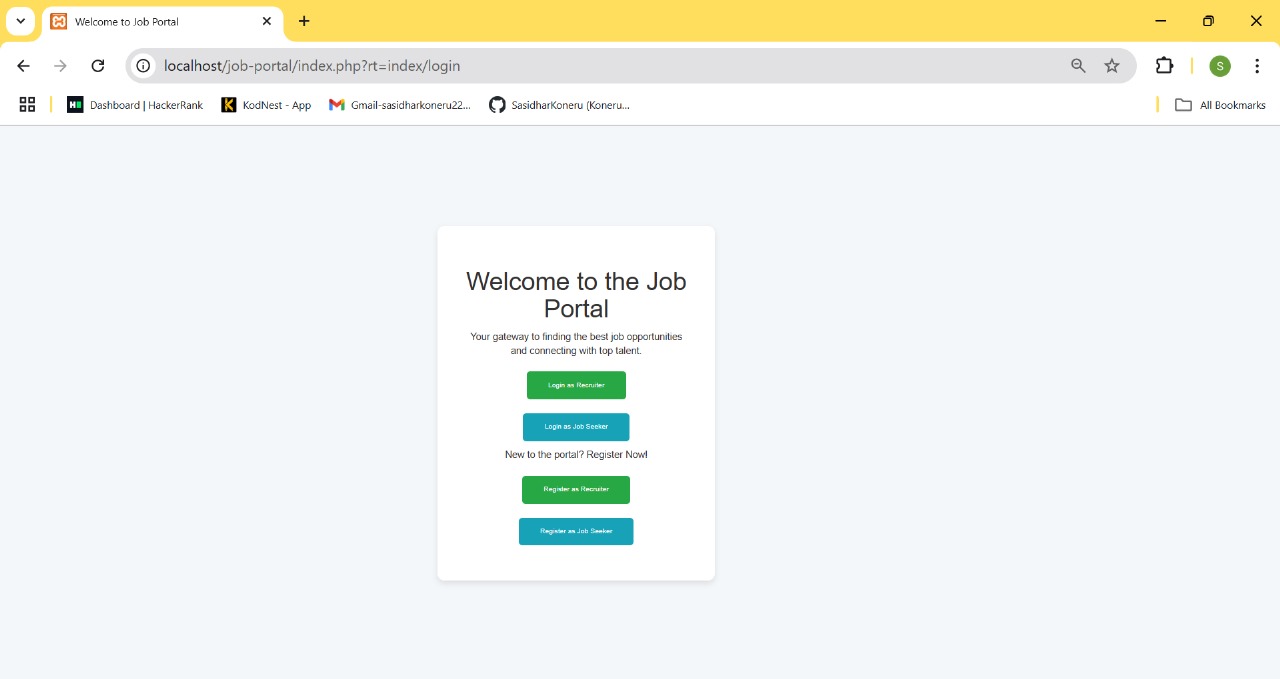 Welcome to Job Portal
localhost/job-portal/index.php?rt=index/login
S
Dashboard | HackerRank
KodNest - App
Gmail-sasidharkoneru22...
SasidharKoneru (Koneru...
All Bookmarks
Welcome to the Job
Portal
Your gateway to finding the best job opportunities
and connecting with top talent.
Login as Recruiter
Login as Job Seeker
New to the portal? Register Now!
Register as Recruiter
Register as Job Seeker